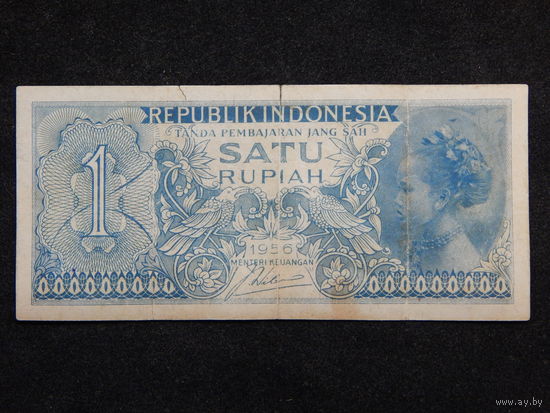 REPUBLIK INDONESIA
TANDA PEMBAJARAN JANG SAH
1
SATU
RUPIAH
1956
MENTERI KEUANGAN
www.ay.by